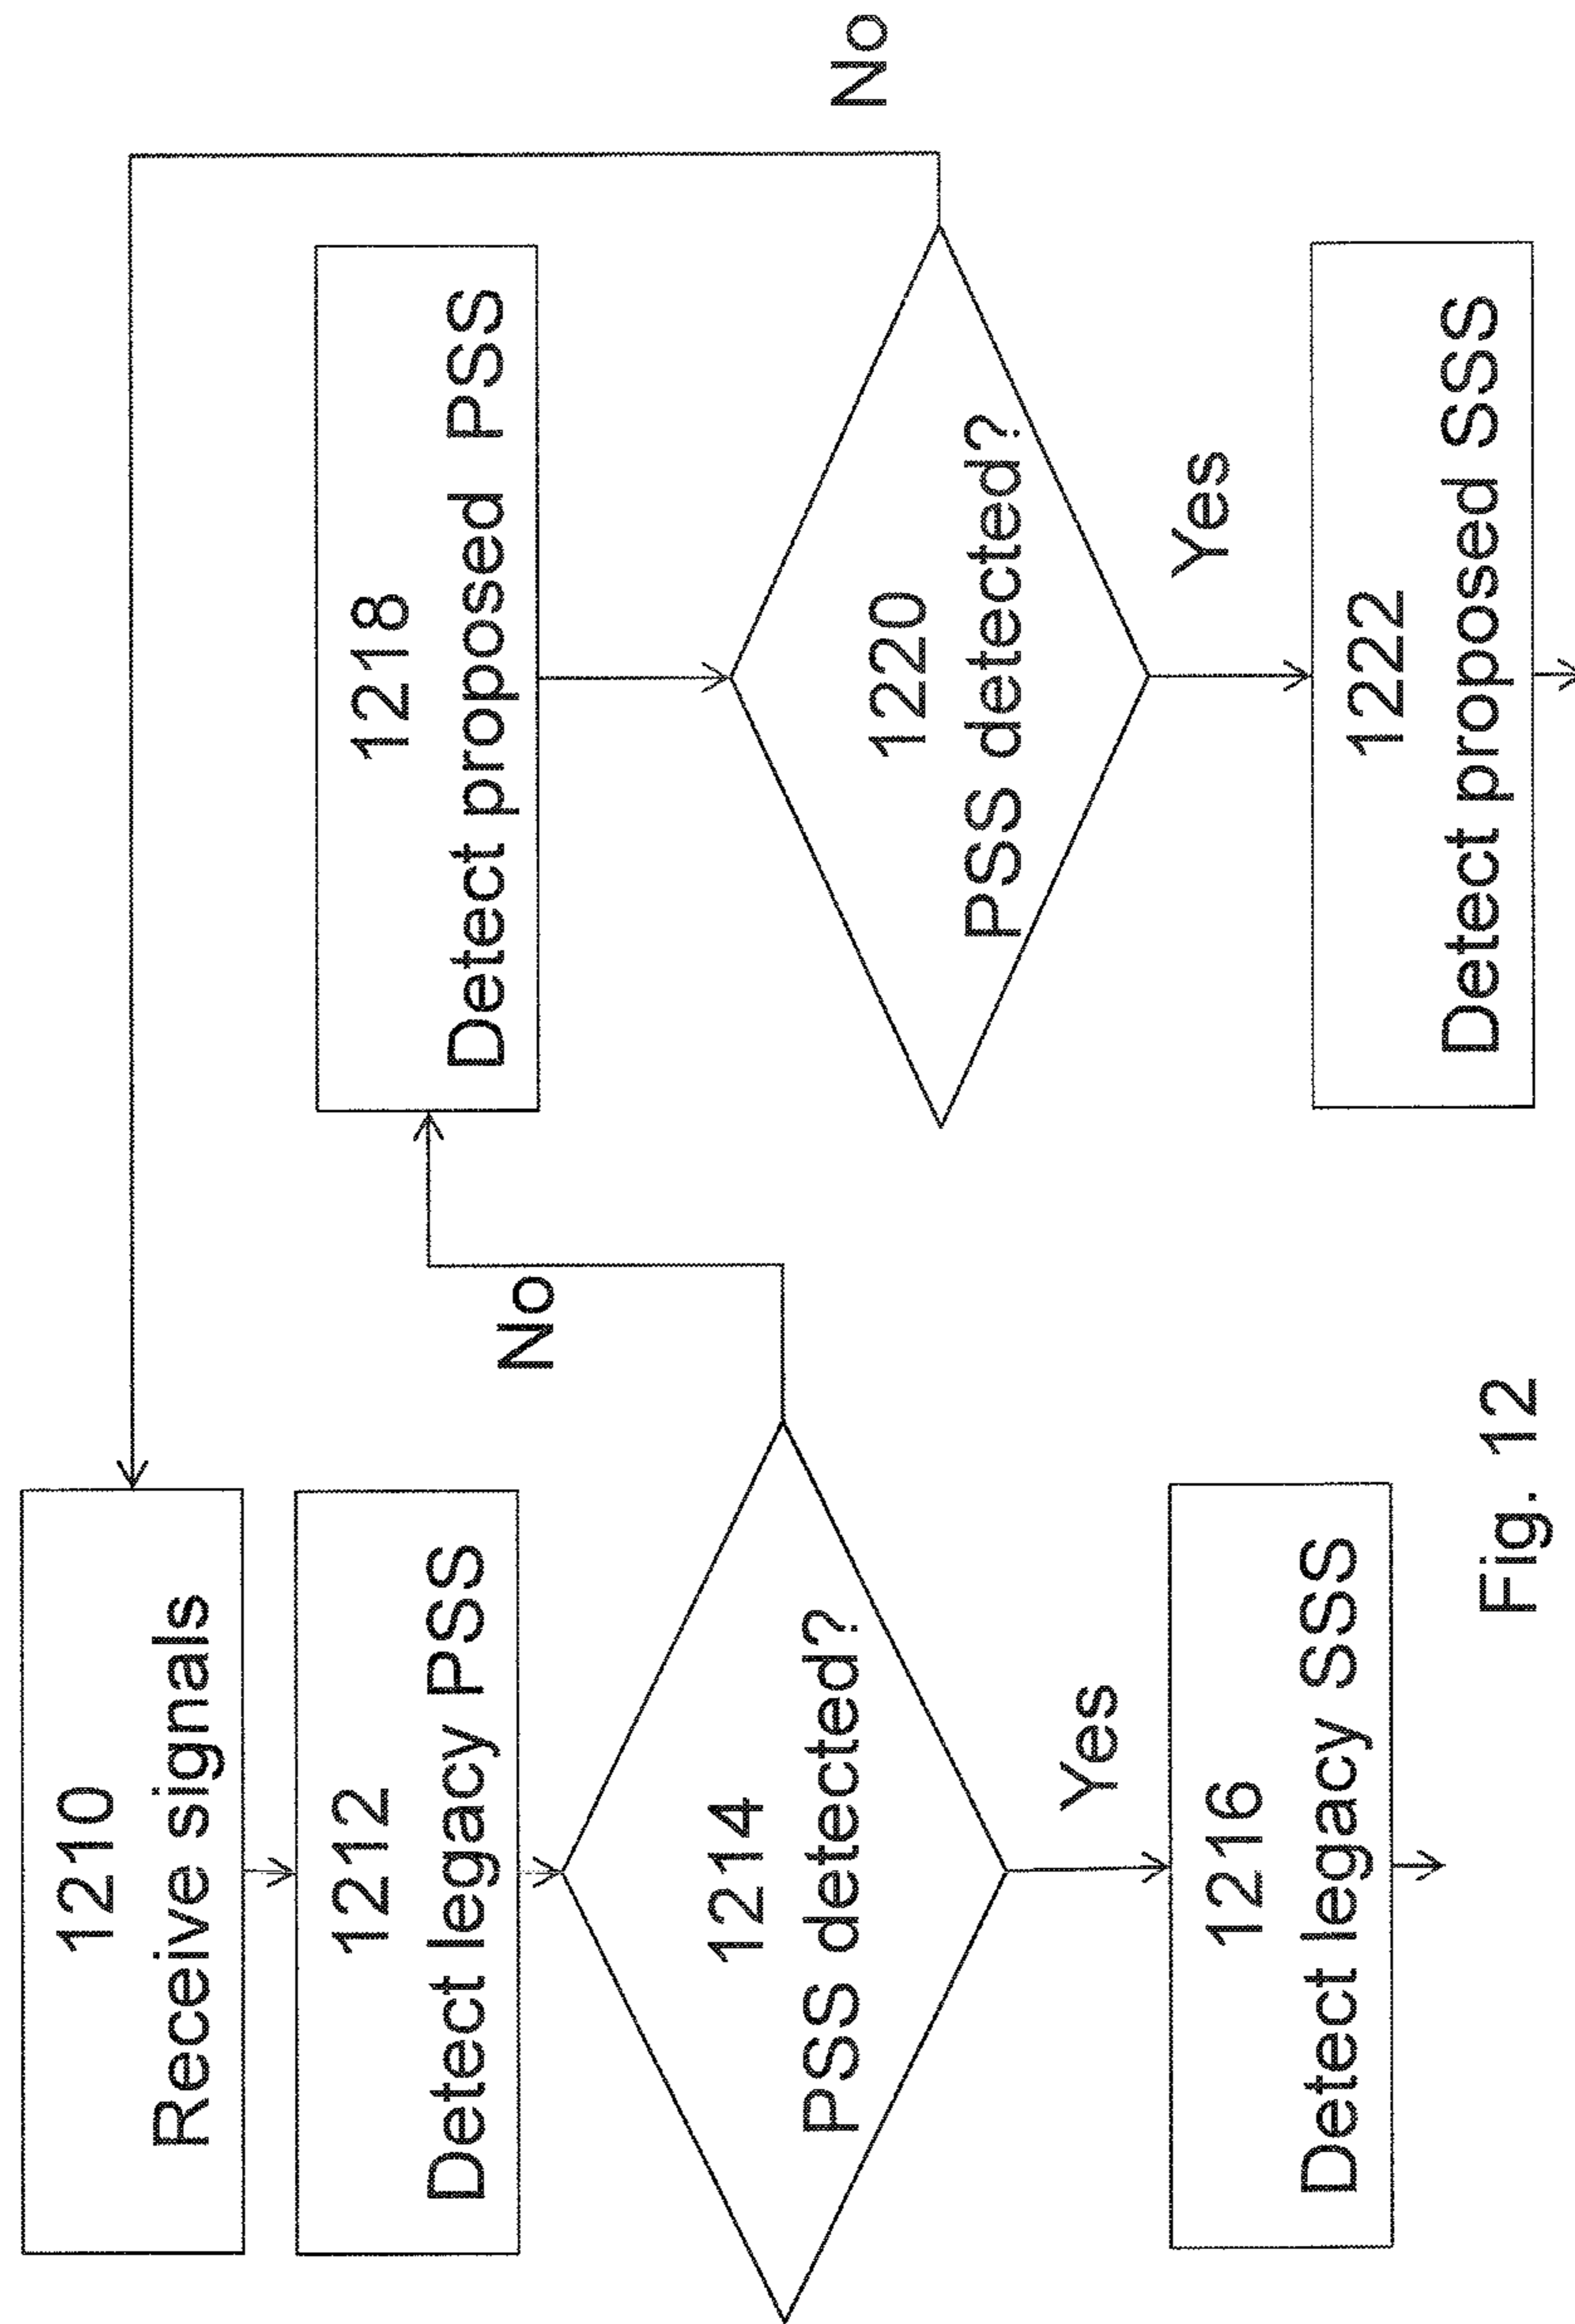 1210
Receive signals
1212
Detect legacy PSS
1214
PSS detected?
Yes
No
1216
Detect legacy SSS
1218
Detect proposed PSS
1220
PSS detected?
No
Yes
1222
Detect proposed SSS
Fig. 12